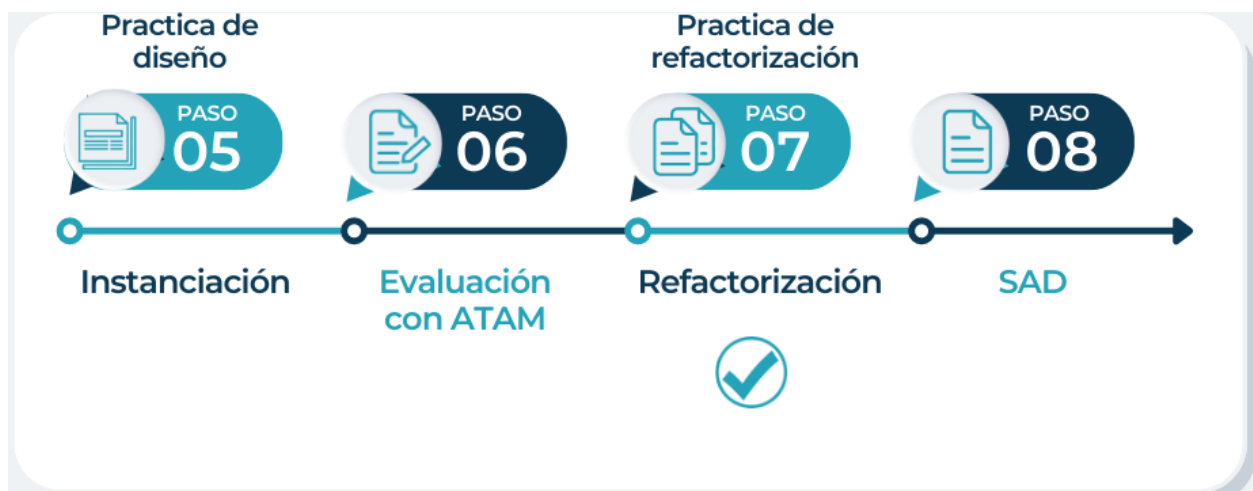 Practica de
diseño
Practica de
refactorización
PASO
05
PASO
06
PASO
07
PASO
08
Instanciación
Evaluación
con ATAM
Refactorización
SAD